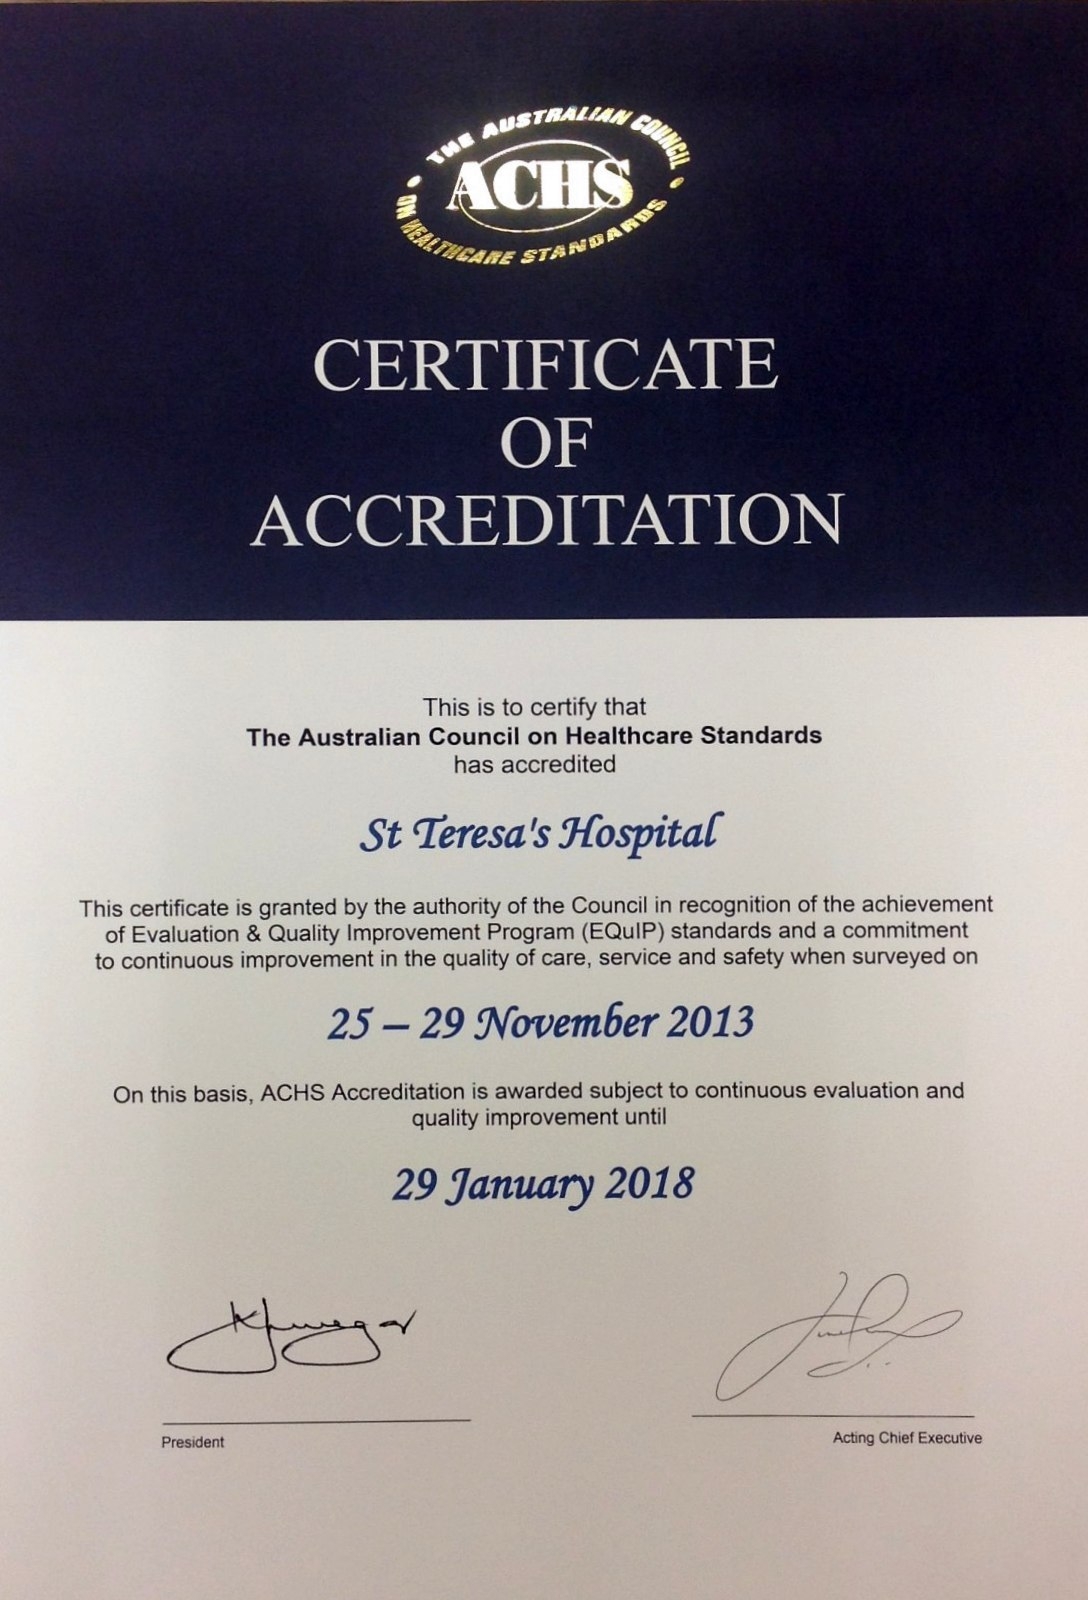 THE AUSTRALIAN COUNCIL
ACHS
ON HEALTHCARE STANDARDS
CERTIFICATE
OF
ACCREDITATION
This is to certify that
The Australian Council on Healthcare Standards
has accredited
St Teresa's Hospital
This certificate is granted by the authority of the Council in recognition of the achievement
of Evaluation & Quality Improvement Program (EQuIP) standards and a commitment
to continuous improvement in the quality of care, service and safety when surveyed on
25 – 29 November 2013
On this basis, ACHS Accreditation is awarded subject to continuous evaluation and
quality improvement until
29 January 2018
President
Acting Chief Executive